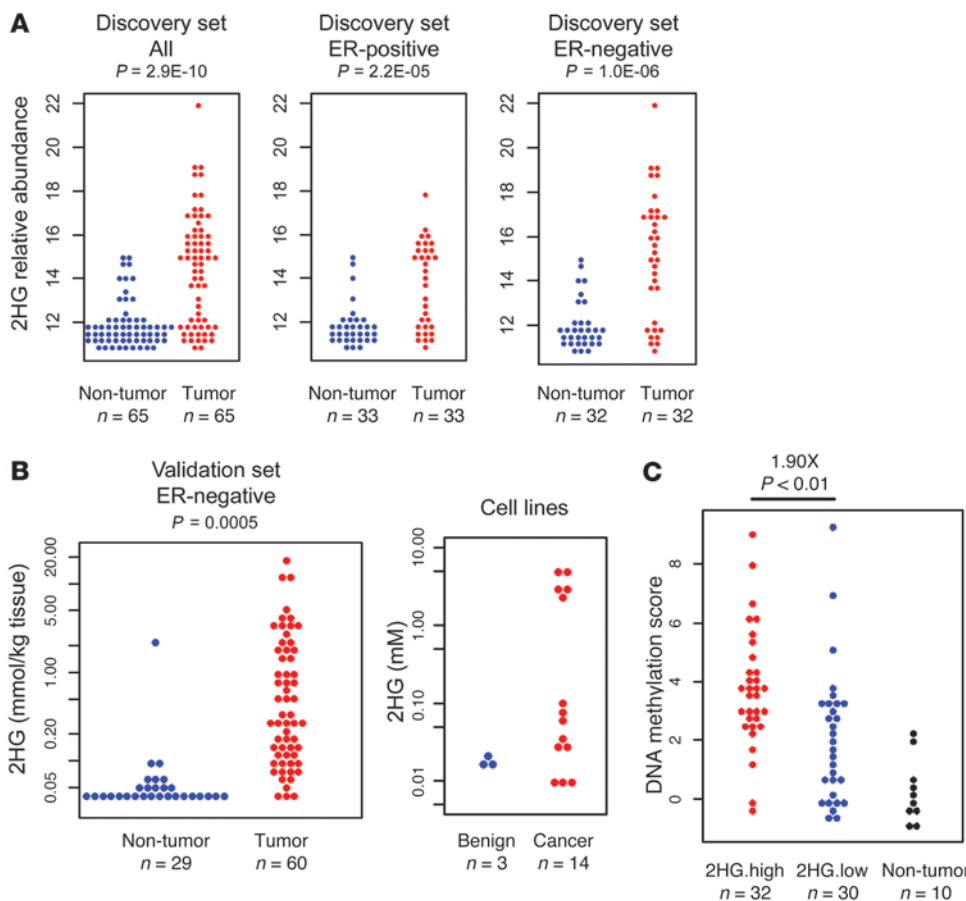 A
Discovery set
All
P = 2.9E-10
Discovery set
ER-positive
P = 2.2E-05
Discovery set
ER-negative
P = 1.0E-06
2HG relative abundance
22
20
18
16
14
12
22
20
18
16
14
12
22
20
18
16
14
12
Non-tumor
n = 65
Tumor
n = 65
Non-tumor
n = 33
Tumor
n = 33
Non-tumor
n = 32
Tumor
n = 32
B
Validation set
ER-negative
P = 0.0005
2HG (mmol/kg tissue)
20.00
5.00
1.00
0.20
0.05
Non-tumor
n = 29
Tumor
n = 60
Cell lines
2HG (mM)
10.00
1.00
0.10
0.01
Benign
n = 3
Cancer
n = 14
C
1.90X
P < 0.01
DNA methylation score
8
6
4
2
0
2HG.high
n = 32
2HG.low
n = 30
Non-tumor
n = 10